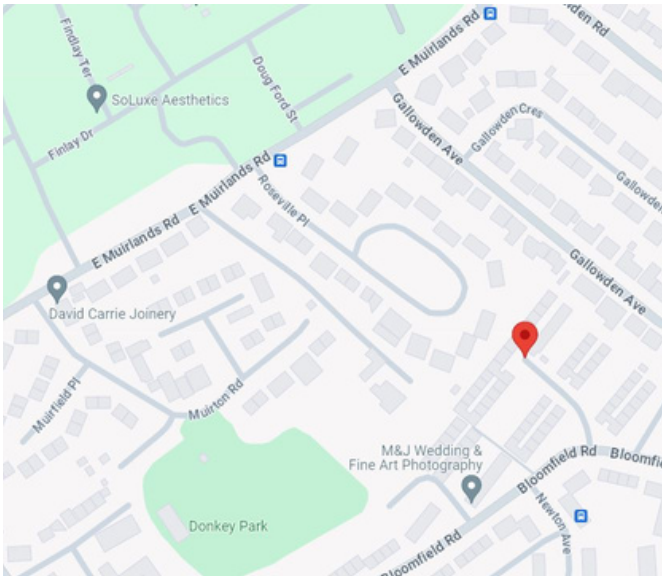 E Muirlands Rd
den Rd
Findlay Ter
Doug Ford St
SoLuxe Aesthetics
Gallowden Ave
Gallowden Cres
Finlay Dr
E Muirlands Rd
Gallowden
Roseville Pl
E Muirlands Rd
Gallowden Ave
David Carrie Joinery
Muirfield Pl
Muirton Rd
M&J Wedding &
Fine Art Photography
Bloomfield Rd
Bloomfi
Newton Ave
Donkey Park
Bloomfield Rd